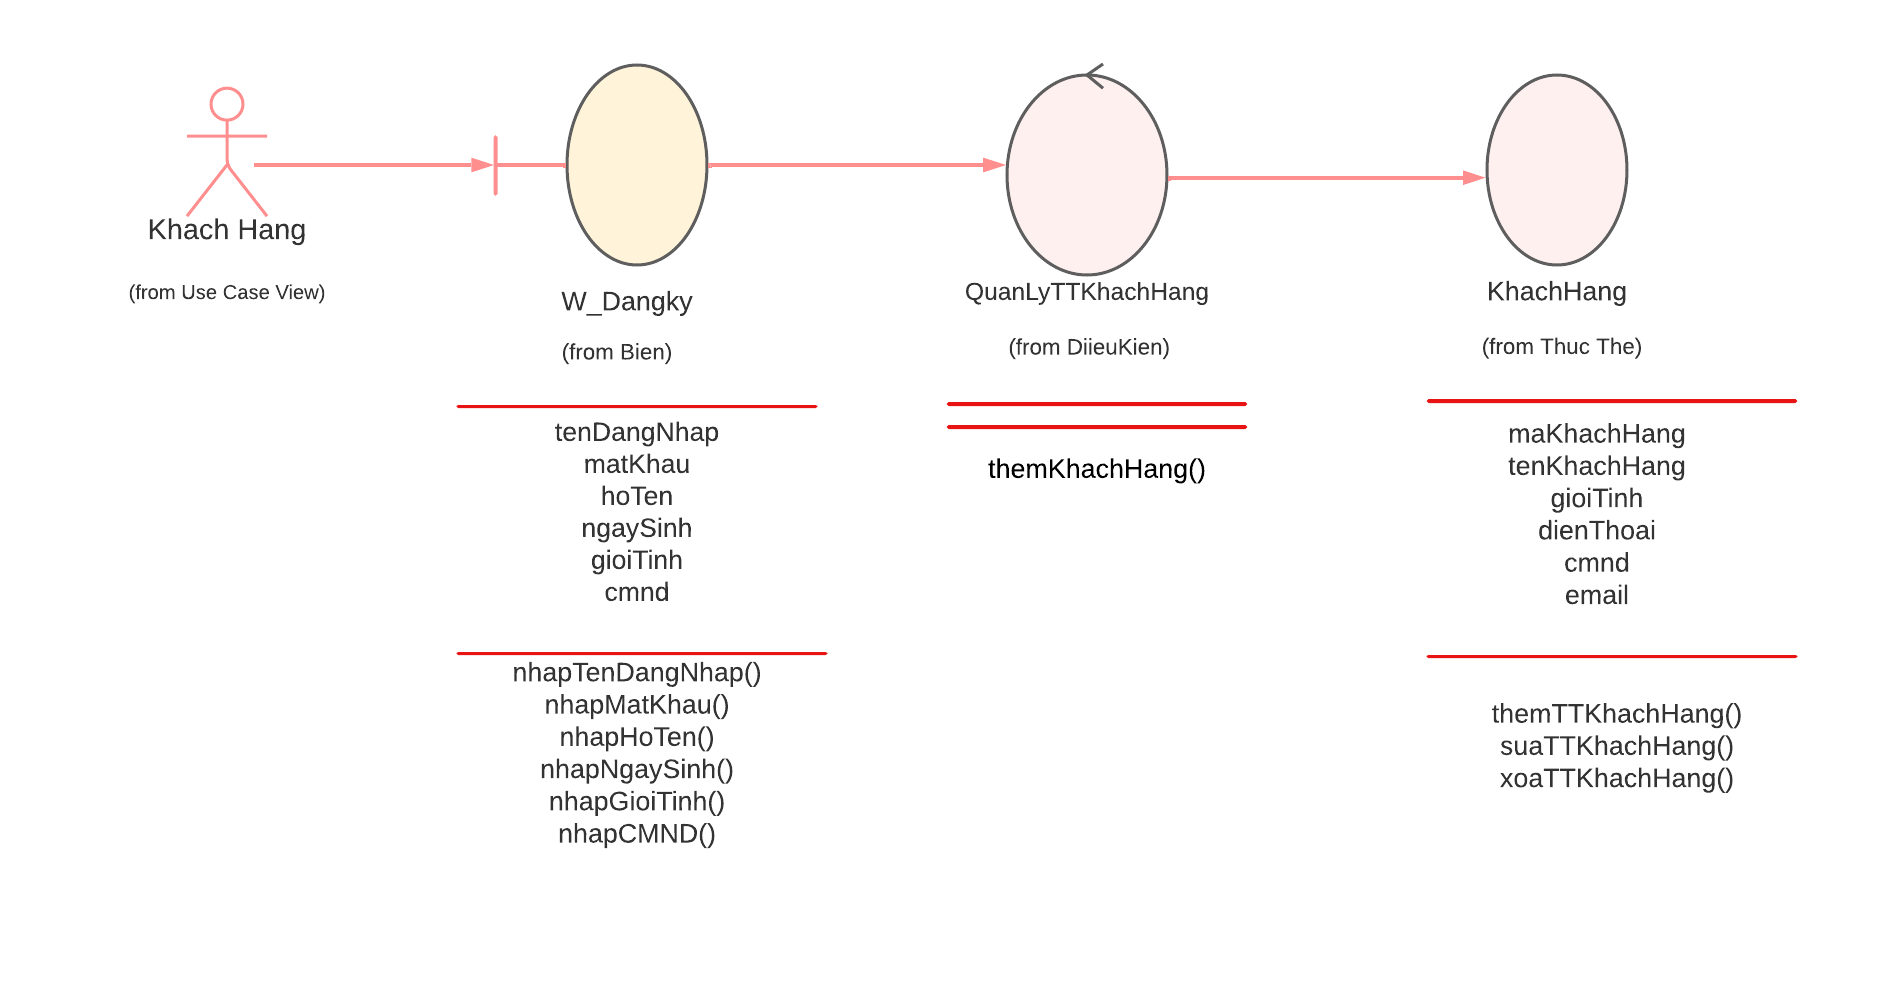 Khach Hang
(from Use Case View)
W_Dangky
(from Bien)
tenDangNhap
matKhau
hoTen
ngaySinh
gioiTinh
cmnd
nhapTenDangNhap()
nhapMatKhau()
nhapHoTen()
nhapNgaySinh()
nhapGioiTinh()
nhapCMND()
QuanLyTTKhachHang
(from DiieuKien)
themKhachHang()
KhachHang
(from Thuc The)
maKhachHang
tenKhachHang
gioiTinh
dienThoai
cmnd
email
themTTKhachHang()
suaTTKhachHang()
xoaTTKhachHang()